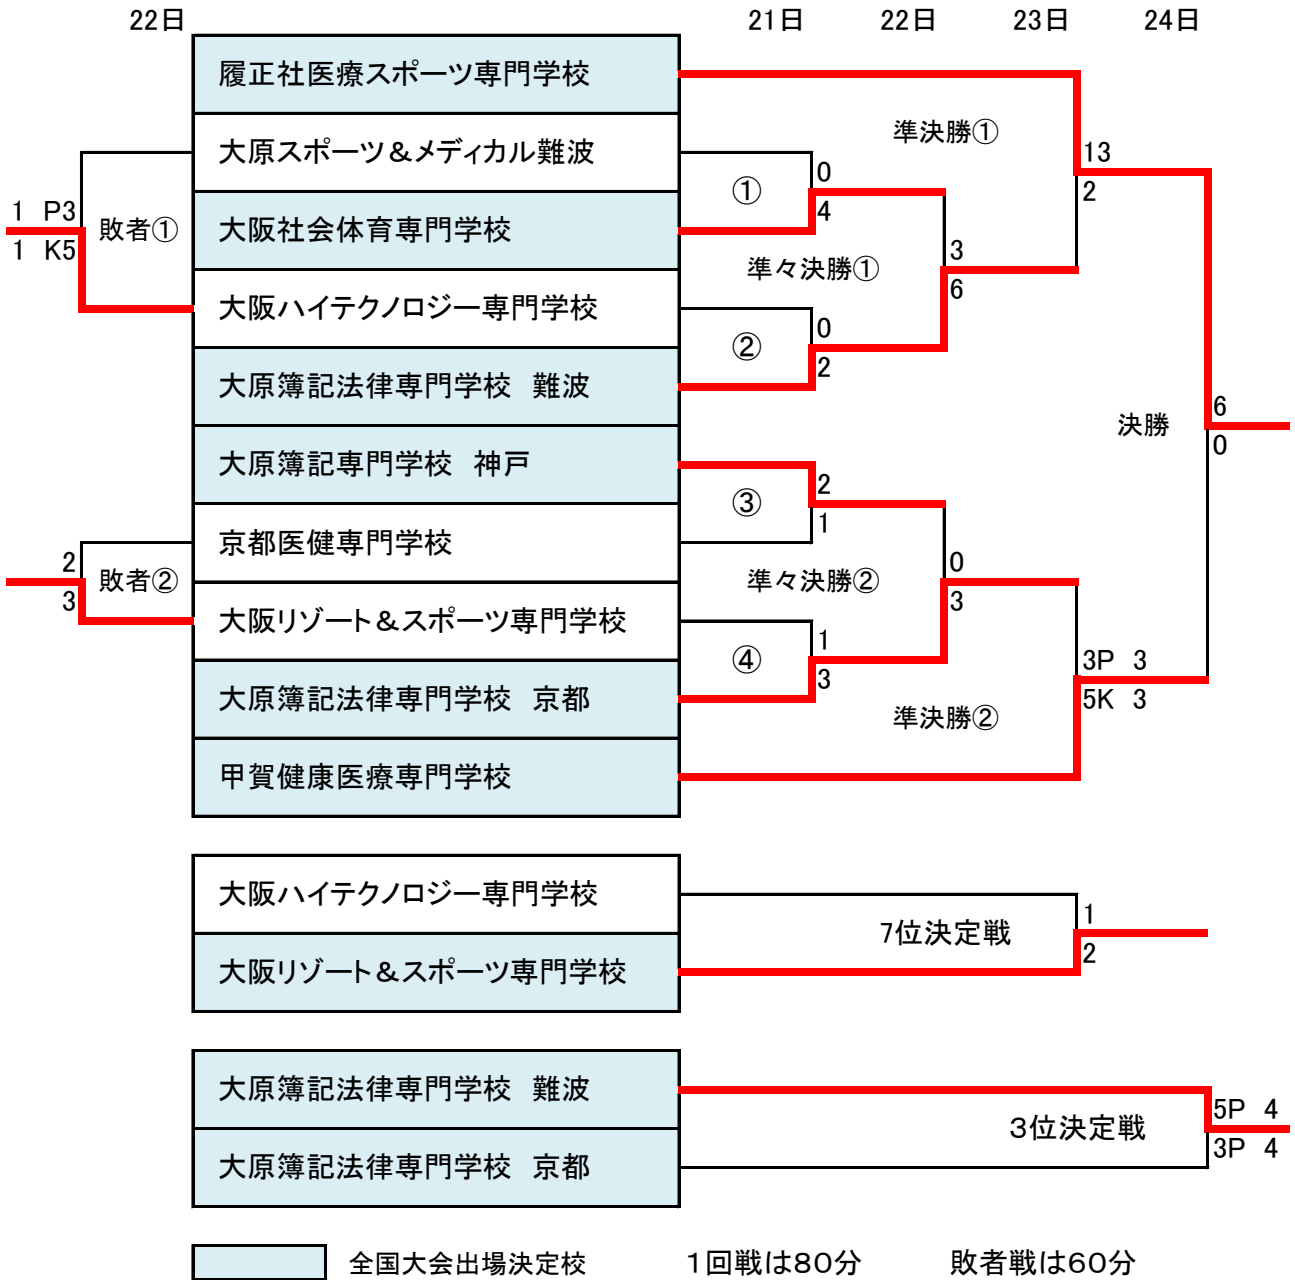 22日 21日 22日 23日 24日
履正社医療スポーツ専門学校
準決勝①
大原スポーツ＆メディカル難波
13
2
①
0
4
1 P3
1 K5
敗者①
大阪社会体育専門学校
準々決勝①
3
6
大阪ハイテクノロジー専門学校
②
0
2
大原簿記法律専門学校 難波
決勝
6
0
大原簿記専門学校 神戸
③
2
1
京都医健専門学校
2
3
敗者②
準々決勝②
0
3
大阪リゾート＆スポーツ専門学校
④
1
3
3P 3
5K 3
大原簿記法律専門学校 京都
準決勝②
甲賀健康医療専門学校
大阪ハイテクノロジー専門学校
7位決定戦
1
2
大阪リゾート＆スポーツ専門学校
大原簿記法律専門学校 難波
3位決定戦
5P 4
3P 4
大原簿記法律専門学校 京都
全国大会出場決定校 1回戦は80分 敗者戦は60分